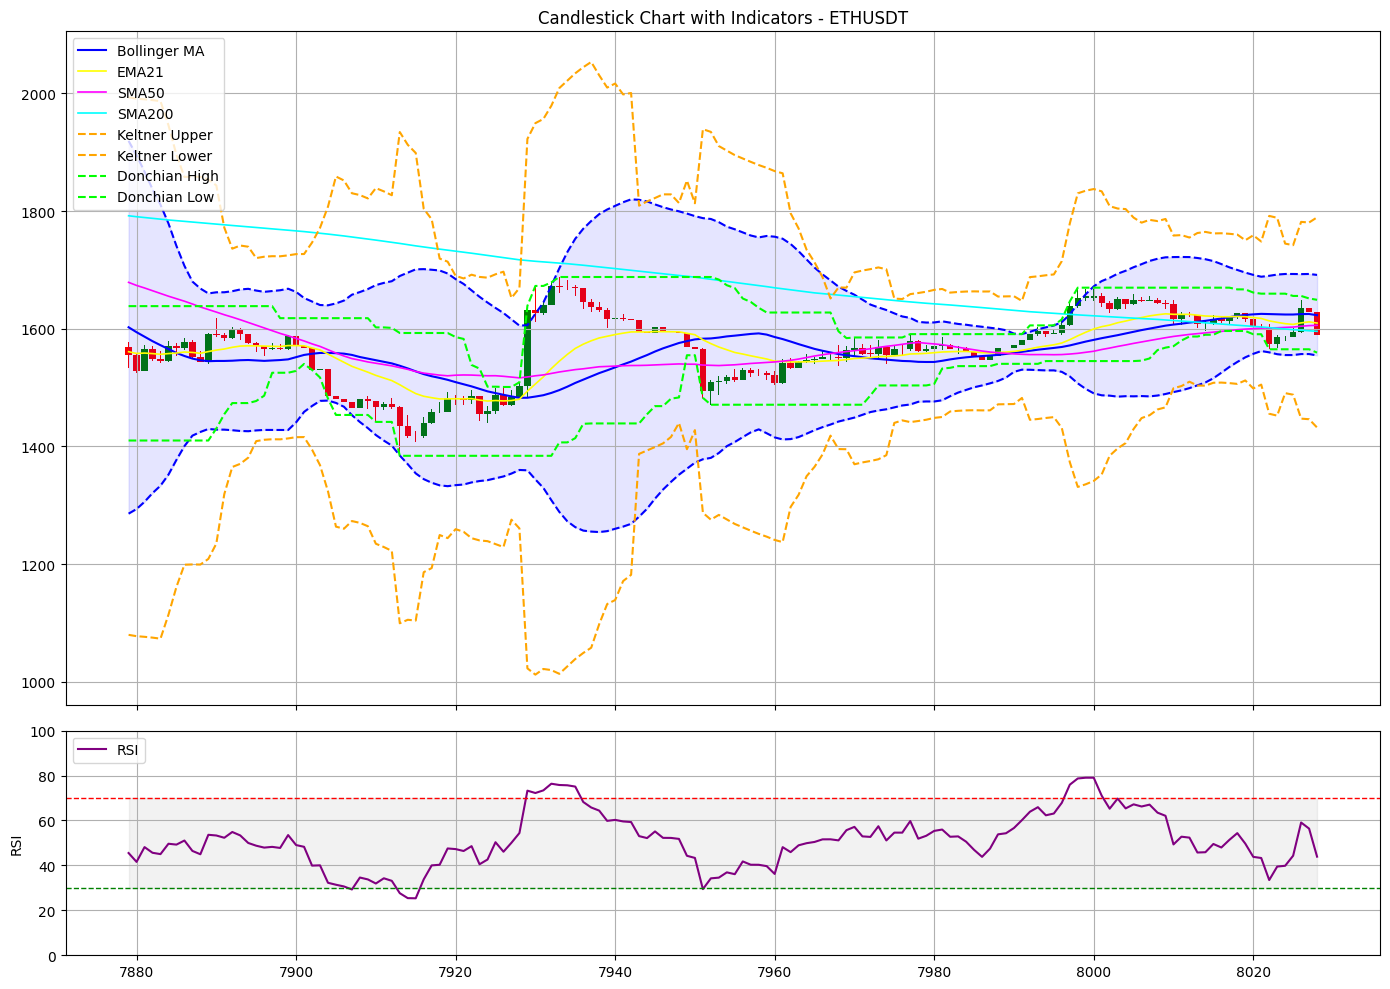 Candlestick Chart with Indicators - ETHUSDT
Bollinger MA
EMA21
SMA50
SMA200
Keltner Upper
Keltner Lower
Donchian High
Donchian Low
2000
1800
1600
1400
1200
1000
RSI
100
80
60
40
20
0
RSI
7880
7900
7920
7940
7960
7980
8000
8020